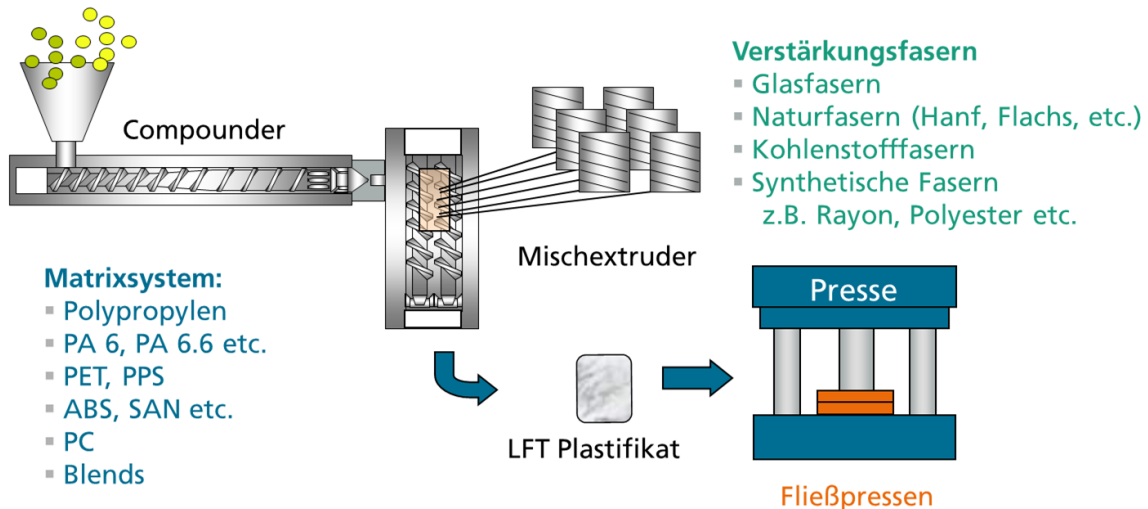 Compounder
Verstärkungsfasern
▪ Glasfasern
▪ Naturfasern (Hanf, Flachs, etc.)
▪ Kohlenstofffasern
▪ Synthetische Fasern
z.B. Rayon, Polyester etc.
Mischextruder
Matrixsystem:
▪ Polypropylen
▪ PA 6, PA 6.6 etc.
▪ PET, PPS
▪ ABS, SAN etc.
▪ PC
▪ Blends
LFT Plastifikat
Presse
Fließpressen